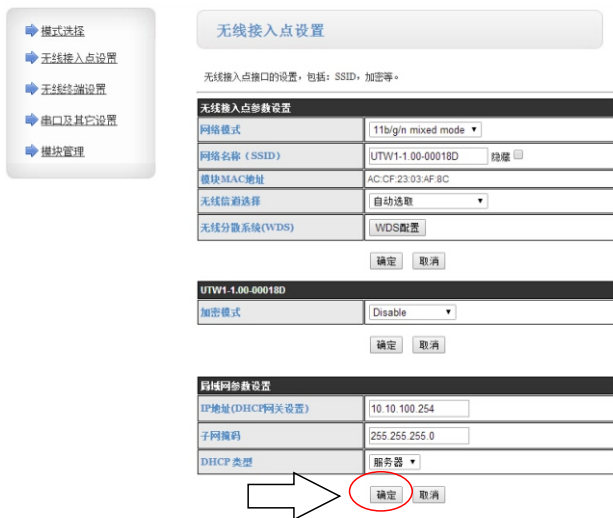 模式选择
无线接入点设置
无线终端设置
串口及其它设置
模块管理
无线接入点设置
无线接入点接口的设置，包括：SSID，加密等。
无线接入点参数设置
网络模式 11b/g/n mixed mode
网络名称（SSID） UTW1-1.00-00018D 隐藏
模块MAC地址 AC:CF:23:03:AF:8C
无线信道选择 自动选取
无线分散系统(WDS) WDS配置
确定 取消
UTW1-1.00-00018D
加密模式 Disable
确定 取消
局域网参数设置
IP地址(DHCP网关设置) 10.10.100.254
子网掩码 255.255.255.0
DHCP 类型 服务器
确定 取消